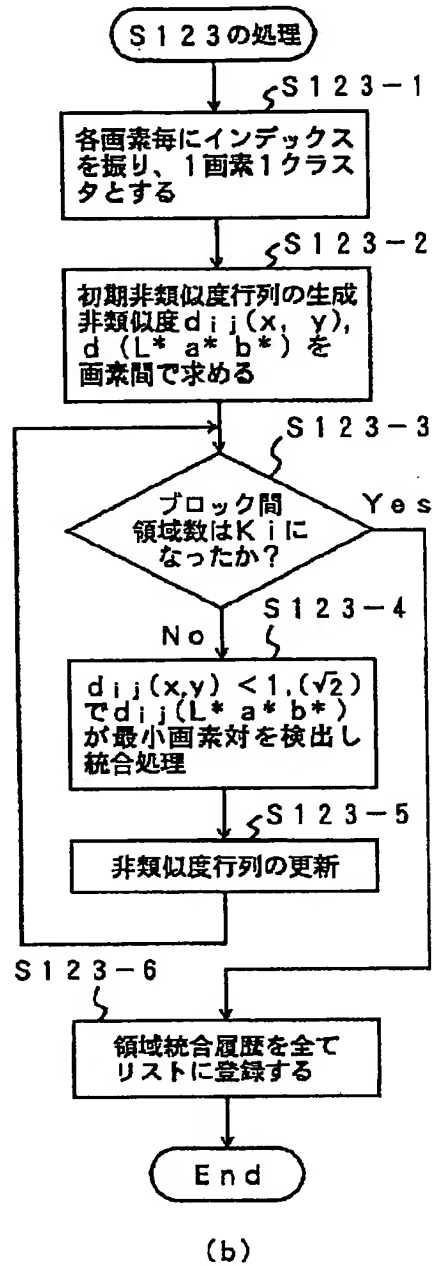 S123の処理
S123-1
各画素毎にインデックス
を振り、1画素1クラス
タとする
S123-2
初期非類似度行列の生成
非類似度dij(x, y),
d (L* a* b*) を
画素間で求める
S123-3
ブロック間
領域数はKiに
なったか?
Yes
No
S123-4
dij(x,y) <1,(√2)
でdij(L* a* b*)
が最小画素対を検出し
統合処理
S123-5
非類似度行列の更新
S123-6
領域統合履歴を全て
リストに登録する
End
(b)